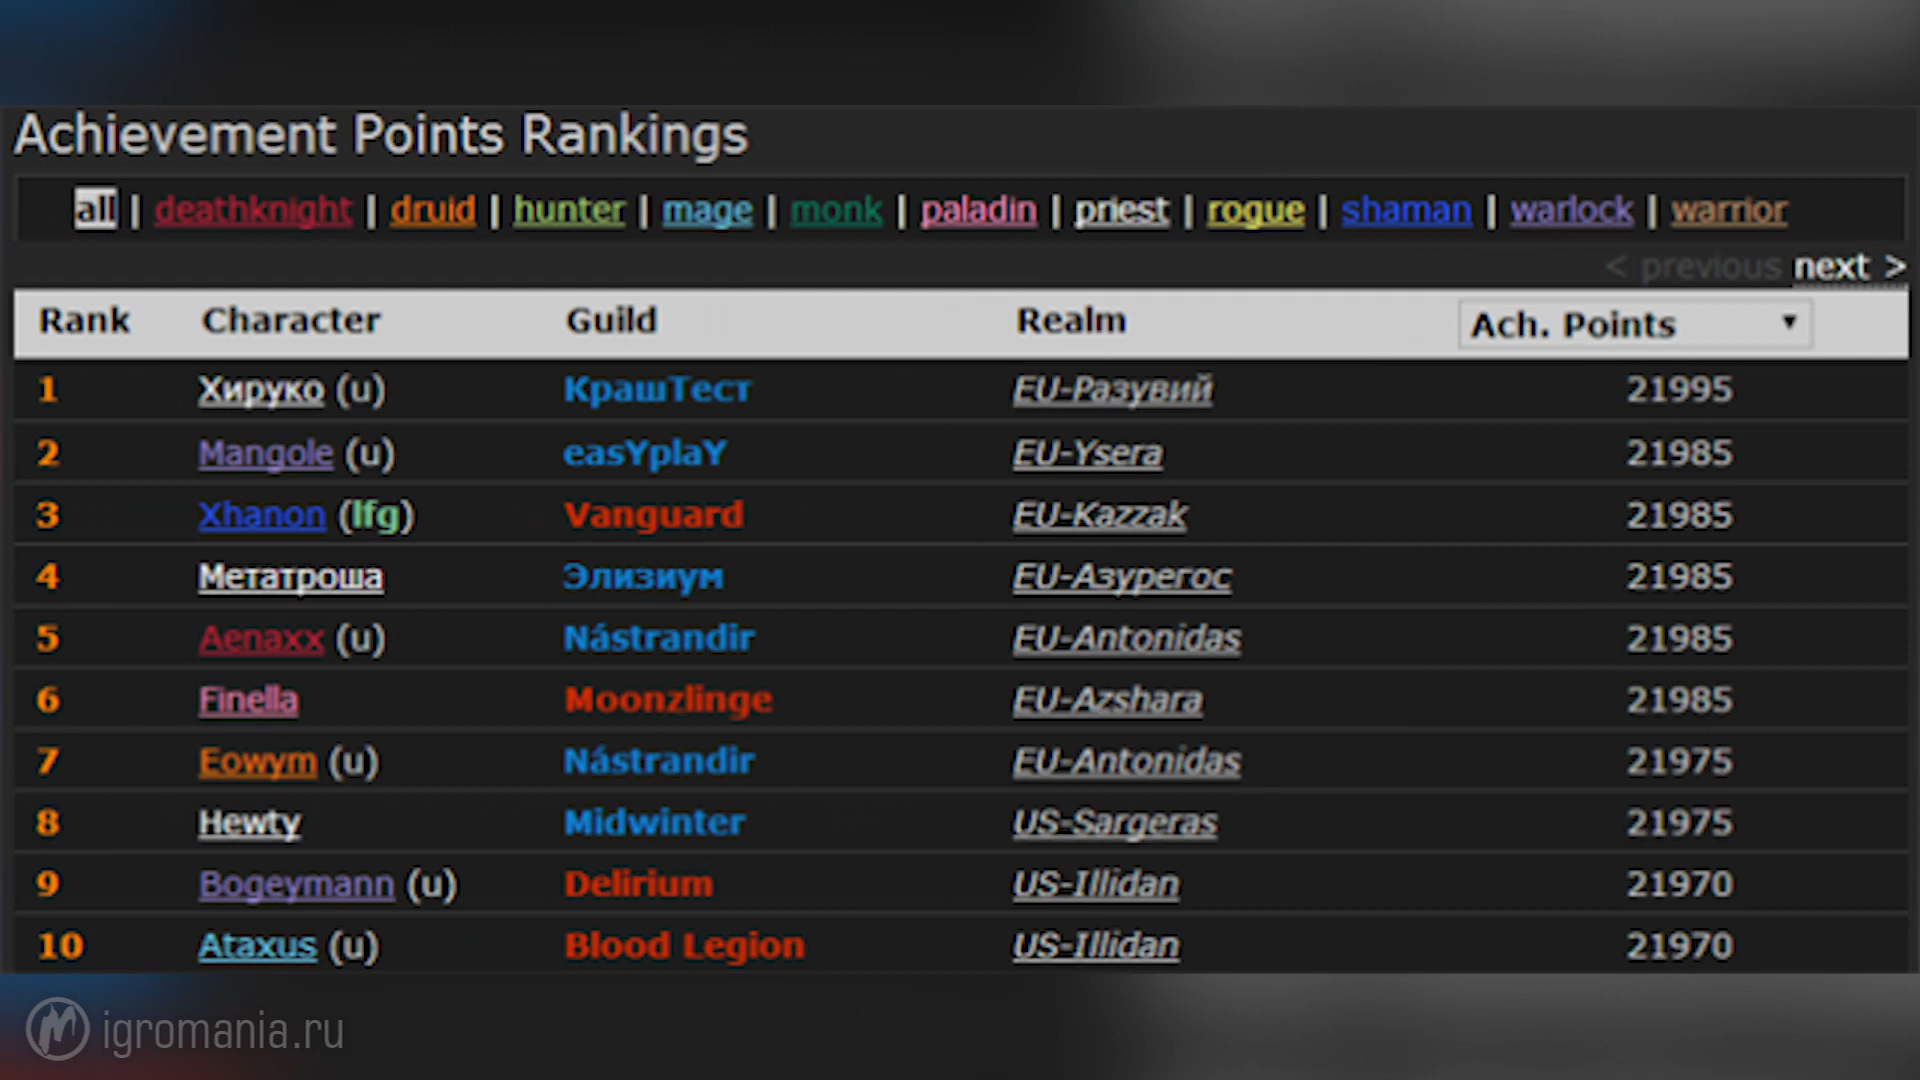 Achievement Points Rankings
all | deathknight | druid | hunter | mage | monk | paladin | priest | rogue | shaman | warlock | warrior
< previous next >
Rank Character Guild Realm Ach. Points
1 Хируко (u) КрашТест EU-Разувий 21995
2 Mangole (u) easYplaY EU-Ysera 21985
3 Xhanon (lfg) Vanguard EU-Kazzak 21985
4 Метатроша Элизиум EU-Азурегос 21985
5 Aenaxx (u) Nástrandir EU-Antonidas 21985
6 Finella Moonzlinge EU-Azshara 21985
7 Eowym (u) Nástrandir EU-Antonidas 21975
8 Hewty Midwinter US-Sargeras 21975
9 Bogeymann (u) Delirium US-Illidan 21970
10 Ataxus (u) Blood Legion US-Illidan 21970
igromania.ru